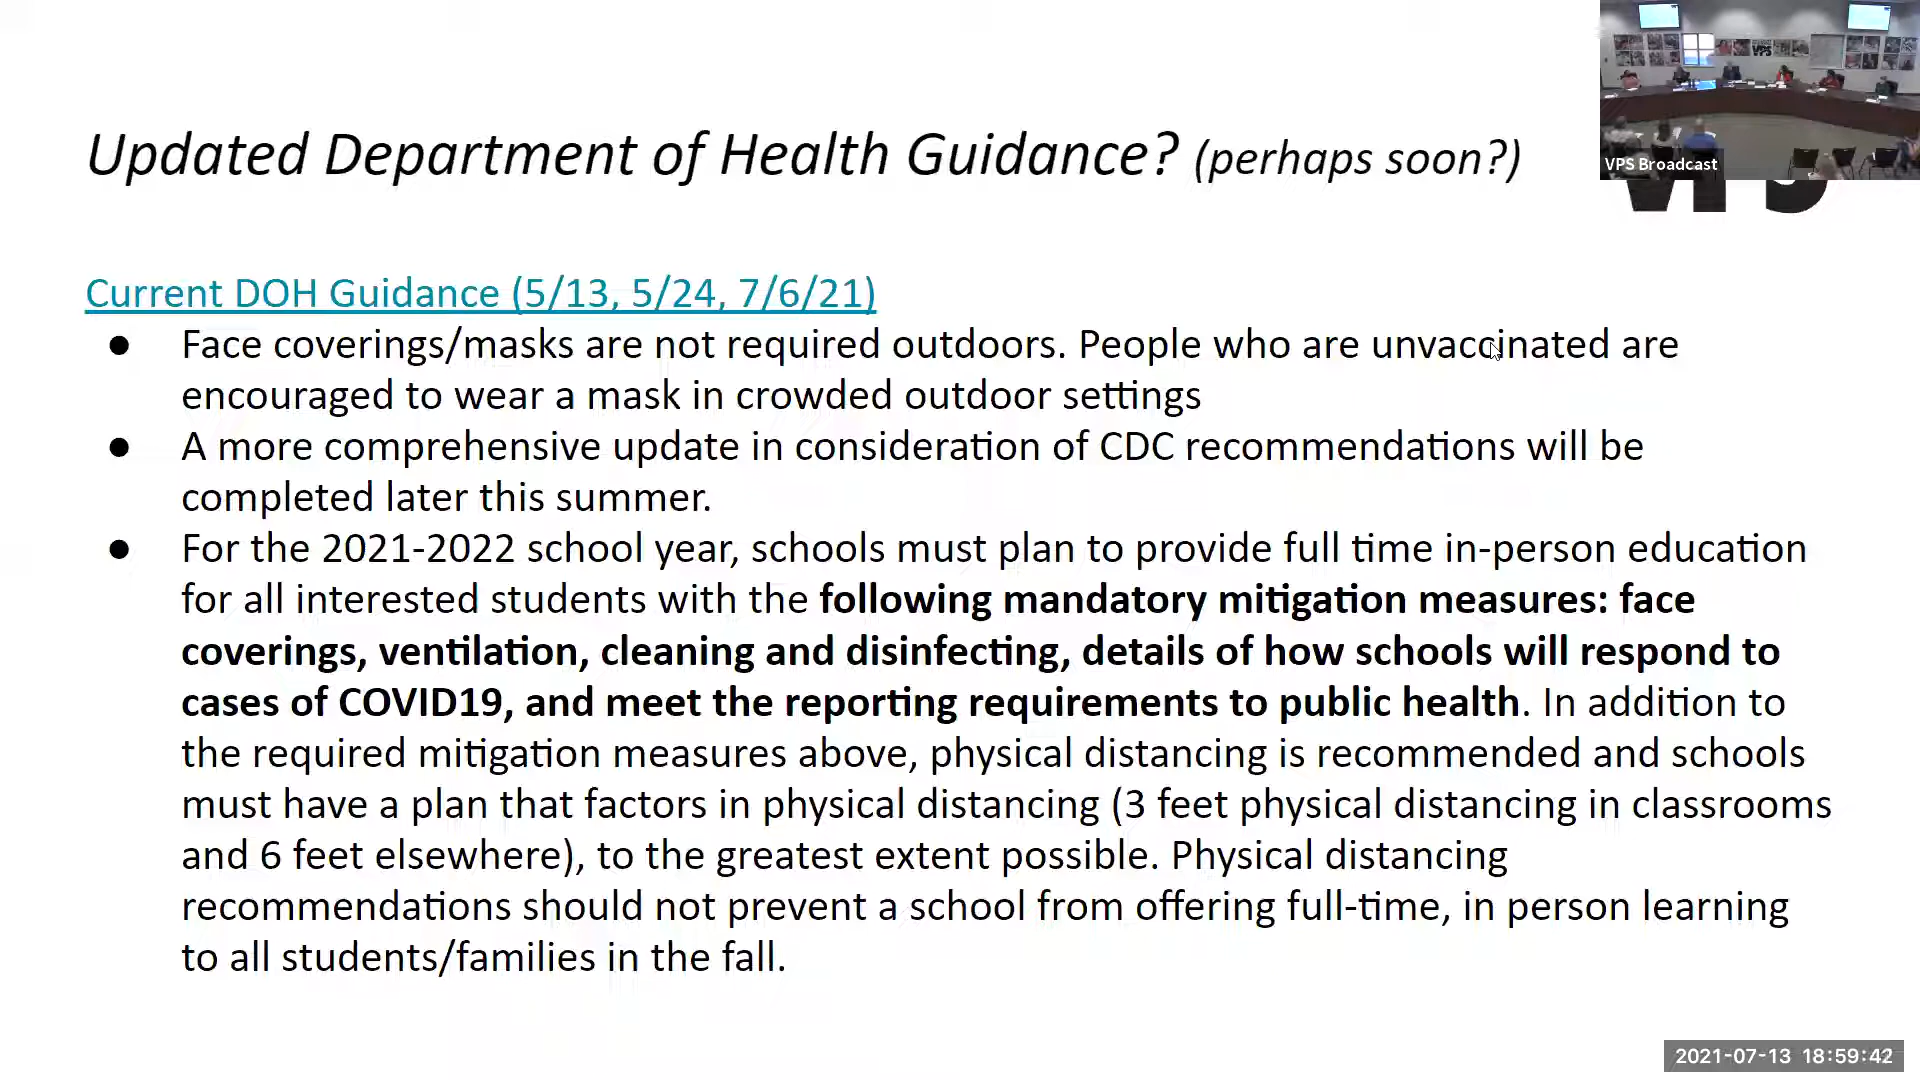 Updated Department of Health Guidance? (perhaps soon?)
VPS
VPS Broadcast
Current DOH Guidance (5/13, 5/24, 7/6/21)
● Face coverings/masks are not required outdoors. People who are unvaccinated are
encouraged to wear a mask in crowded outdoor settings
● A more comprehensive update in consideration of CDC recommendations will be
completed later this summer.
● For the 2021-2022 school year, schools must plan to provide full time in-person education
for all interested students with the following mandatory mitigation measures: face
coverings, ventilation, cleaning and disinfecting, details of how schools will respond to
cases of COVID19, and meet the reporting requirements to public health. In addition to
the required mitigation measures above, physical distancing is recommended and schools
must have a plan that factors in physical distancing (3 feet physical distancing in classrooms
and 6 feet elsewhere), to the greatest extent possible. Physical distancing
recommendations should not prevent a school from offering full-time, in person learning
to all students/families in the fall.
2021-07-13 18:59:42